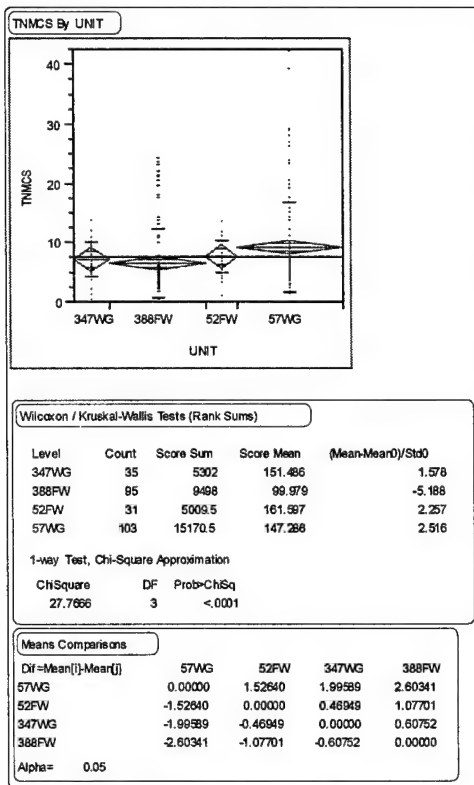 TNMCS By UNIT
40
30
20
10
0
TNMCS
347WG 388FW 52FW 57WG
UNIT
Wilcoxon / Kruskal-Wallis Tests (Rank Sums)
Level Count Score Sum Score Mean (Mean-Mean0)/Std0
347WG 35 5302 151.486 1.578
388FW 95 9498 99.979 -5.188
52FW 31 5009.5 161.597 2.257
57WG 103 15170.5 147.286 2.516
1-way Test, Chi-Square Approximation
ChiSquare DF Prob>ChiSq
27.7666 3 <.0001
Means Comparisons
Dif=Mean[i]-Mean[j] 57WG 52FW 347WG 388FW
57WG 0.00000 1.52640 1.99589 2.60341
52FW -1.52640 0.00000 0.46949 1.07701
347WG -1.99589 -0.46949 0.00000 0.60752
388FW -2.60341 -1.07701 -0.60752 0.00000
Alpha= 0.05